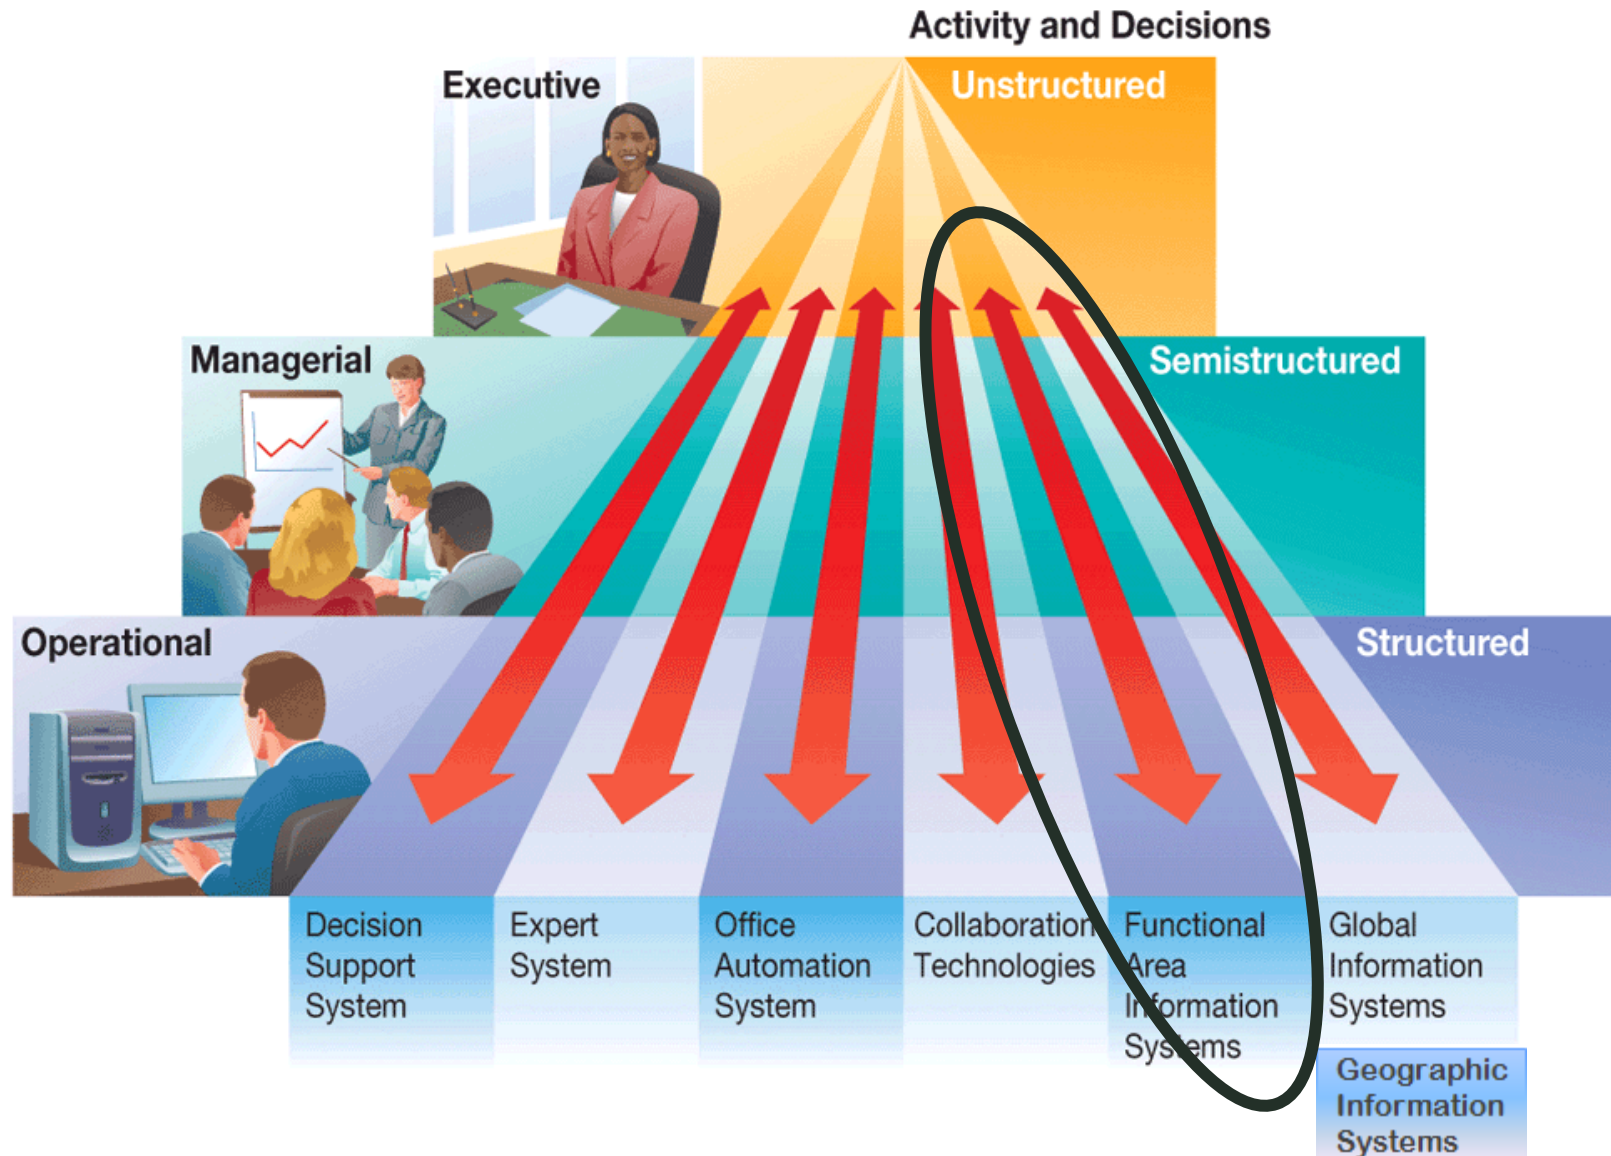 Activity and Decisions
Executive
Unstructured
Managerial
Semistructured
Operational
Structured
Decision
Support
System
Expert
System
Office
Automation
System
Collaboration
Technologies
Functional
Area
Information
Systems
Global
Information
Systems
Geographic
Information
Systems